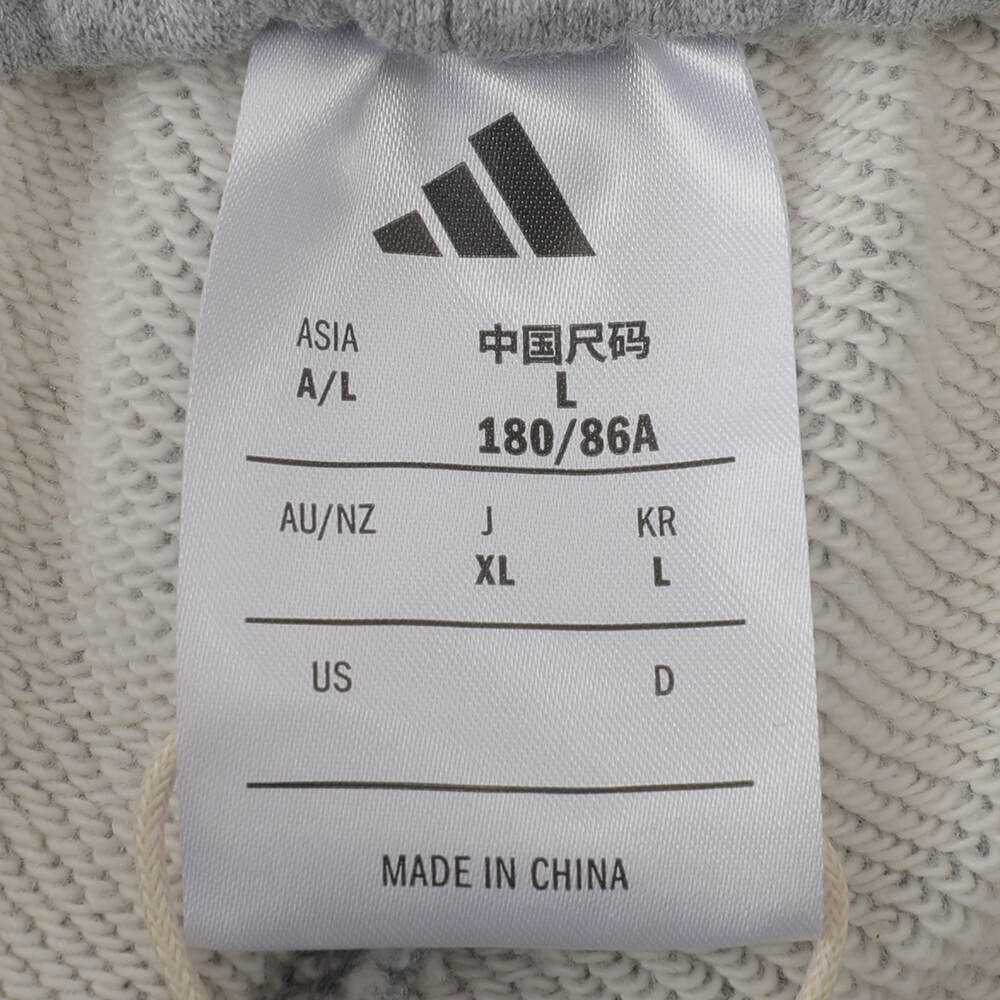 ASIA 中国尺码
A/L L
180/86A
AU/NZ J KR
XL L
US D
MADE IN CHINA